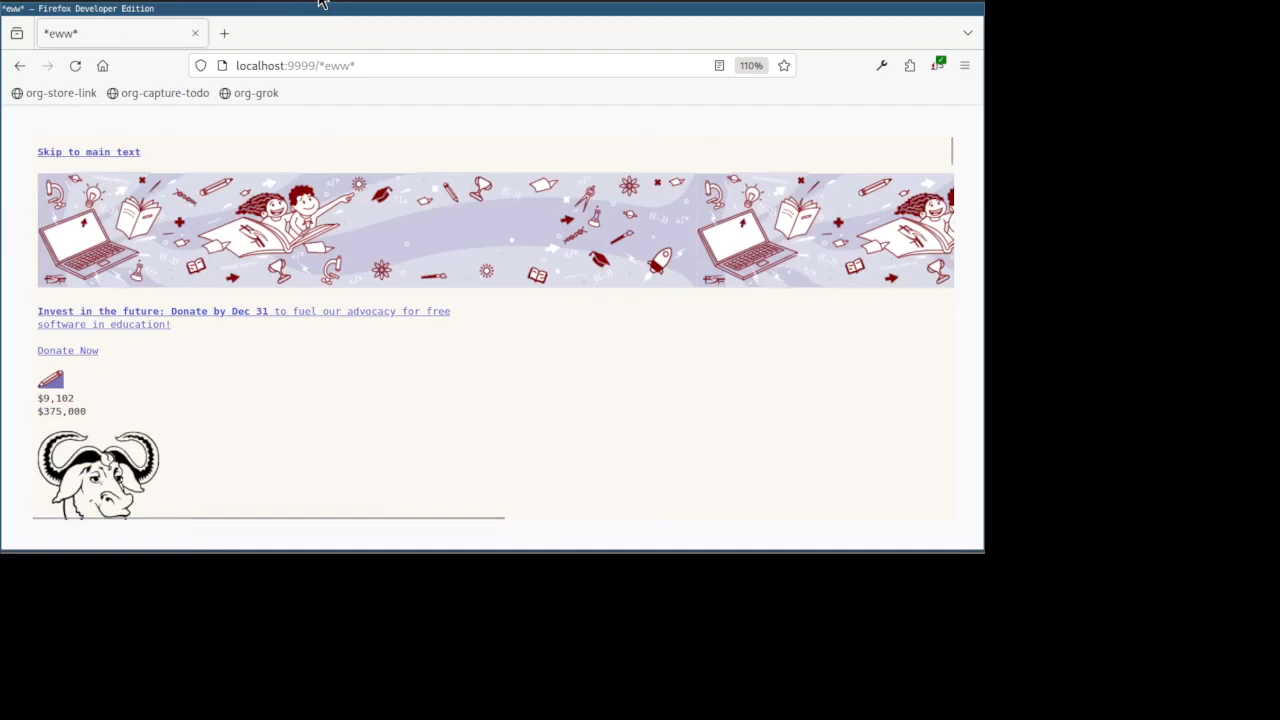 *eww* — Firefox Developer Edition
*eww*
localhost:9999/*eww*
110%
org-store-link
org-capture-todo
org-grok
Skip to main text
Invest in the future: Donate by Dec 31 to fuel our advocacy for free
software in education!
Donate Now
$9,102
$375,000